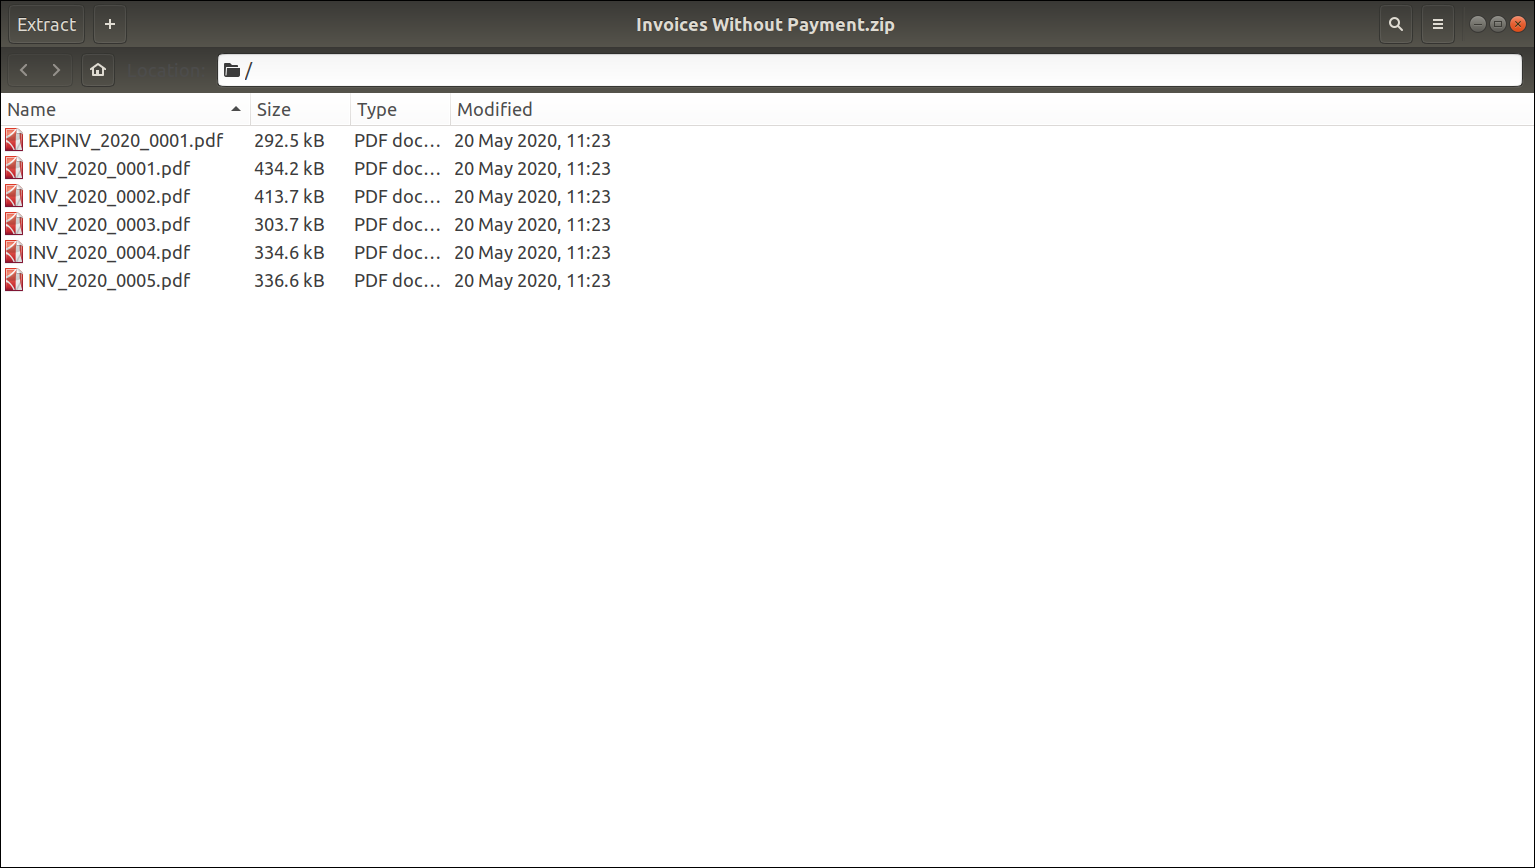 Extract + Invoices Without Payment.zip
Location: /
Name Size Type Modified
EXPINV_2020_0001.pdf 292.5 kB PDF doc… 20 May 2020, 11:23
INV_2020_0001.pdf 434.2 kB PDF doc… 20 May 2020, 11:23
INV_2020_0002.pdf 413.7 kB PDF doc… 20 May 2020, 11:23
INV_2020_0003.pdf 303.7 kB PDF doc… 20 May 2020, 11:23
INV_2020_0004.pdf 334.6 kB PDF doc… 20 May 2020, 11:23
INV_2020_0005.pdf 336.6 kB PDF doc… 20 May 2020, 11:23